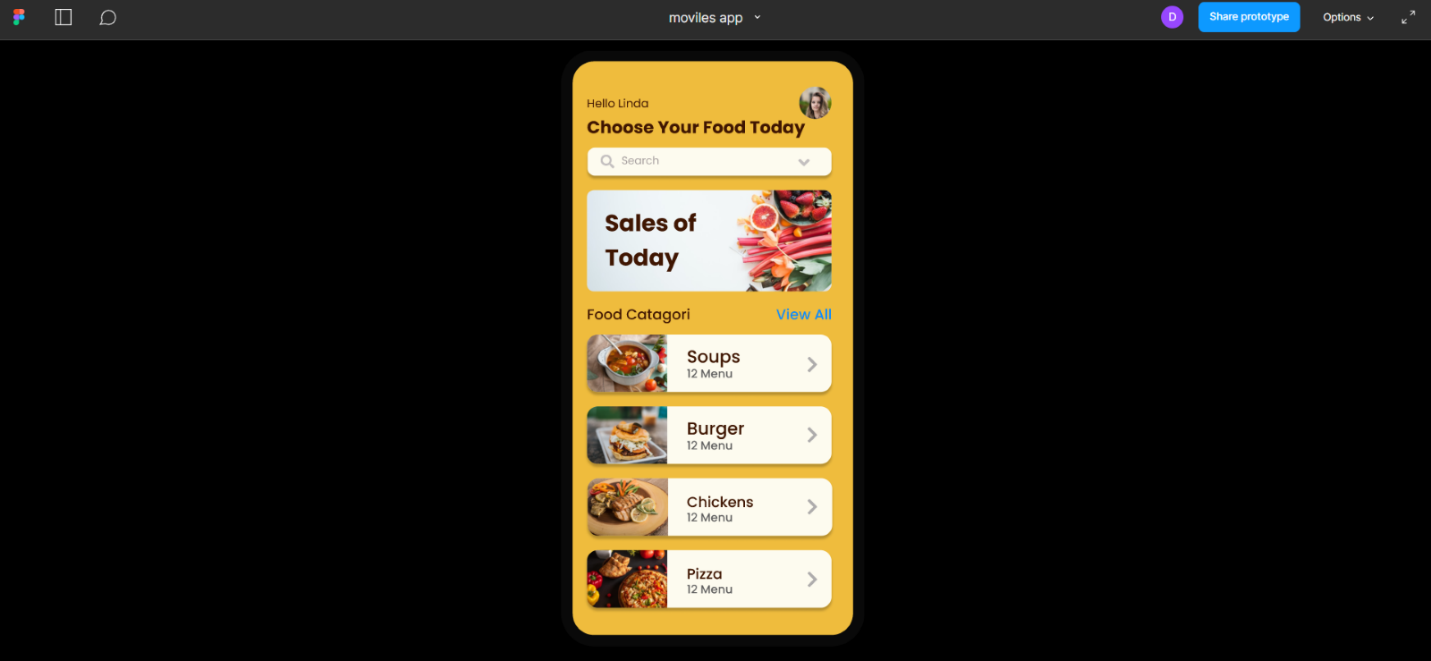 moviles app
D
Share prototype
Options
Hello Linda
Choose Your Food Today
Search
Sales of
Today
Food Catagori
View All
Soups
12 Menu
Burger
12 Menu
Chickens
12 Menu
Pizza
12 Menu